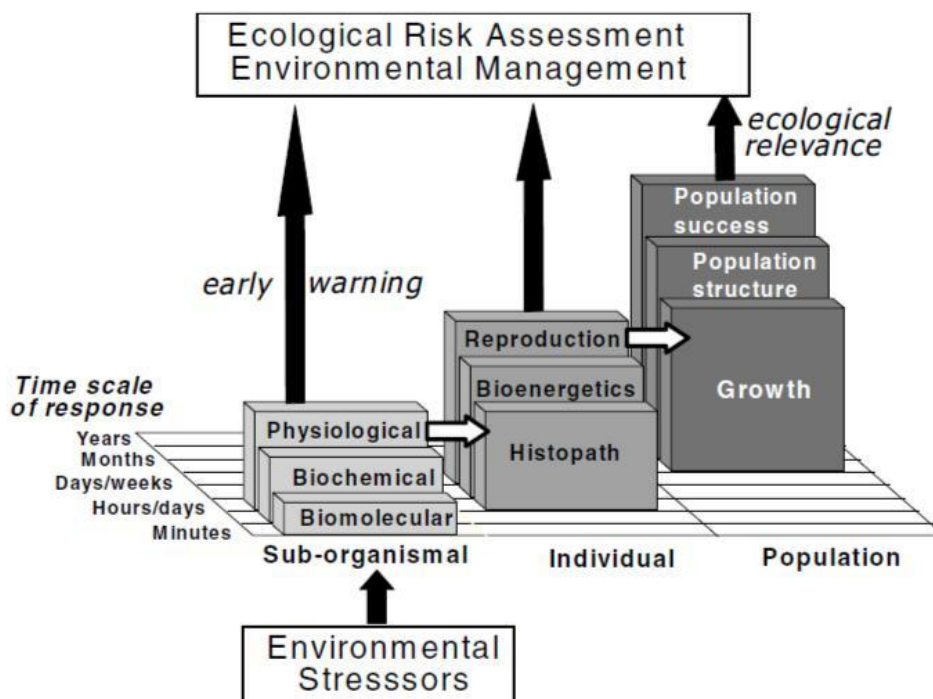 Ecological Risk Assessment
Environmental Management
ecological
relevance
Population
success
Population
structure
Growth
early warning
Reproduction
Bioenergetics
Histopath
Time scale
of response
Years
Months
Days/weeks
Hours/days
Minutes
Physiological
Biochemical
Biomolecular
Sub-organismal
Individual
Population
Environmental
Stresssors